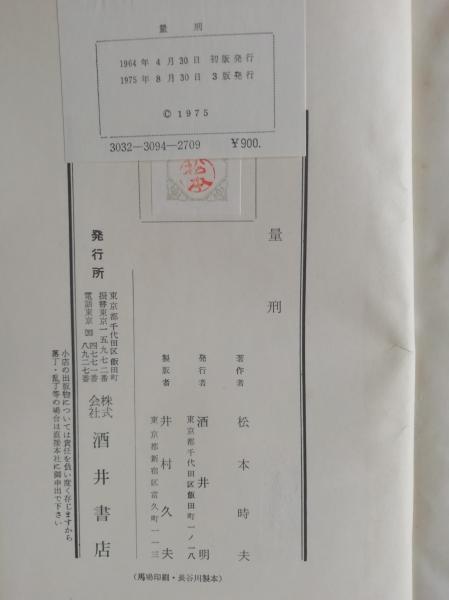 量刑
1964年4月30日 初版発行
1975年8月30日 3版発行
© 1975
3032—3094—2709 ¥900.
松本
量刑
著作者 松本時夫
発行者 酒井明
東京都千代田区飯田町一ノ一八
製版者 井村久夫
東京都新宿区富久町一一三
発行所
東京都千代田区飯田町
振替東京一五九七二番
電話東京 四七七一番
八九二七番
株式会社 酒井書店
小店の出版物については責任を負い度く存じますから
落丁・乱丁等の場合は直接本社に御申出で下さい
(馬場印刷・長谷川製本)